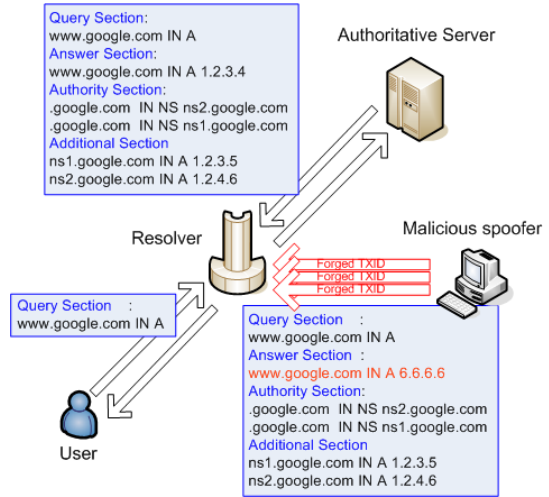 Query Section:
www.google.com IN A
Answer Section:
www.google.com IN A 1.2.3.4
Authority Section:
.google.com IN NS ns2.google.com
.google.com IN NS ns1.google.com
Additional Section
ns1.google.com IN A 1.2.3.5
ns2.google.com IN A 1.2.4.6
Authoritative Server
Resolver
Malicious spoofer
Forged TXID
Forged TXID
Forged TXID
Query Section :
www.google.com IN A
Query Section :
www.google.com IN A
Answer Section :
www.google.com IN A 6.6.6.6
Authority Section:
.google.com IN NS ns2.google.com
.google.com IN NS ns1.google.com
Additional Section
ns1.google.com IN A 1.2.3.5
ns2.google.com IN A 1.2.4.6
User